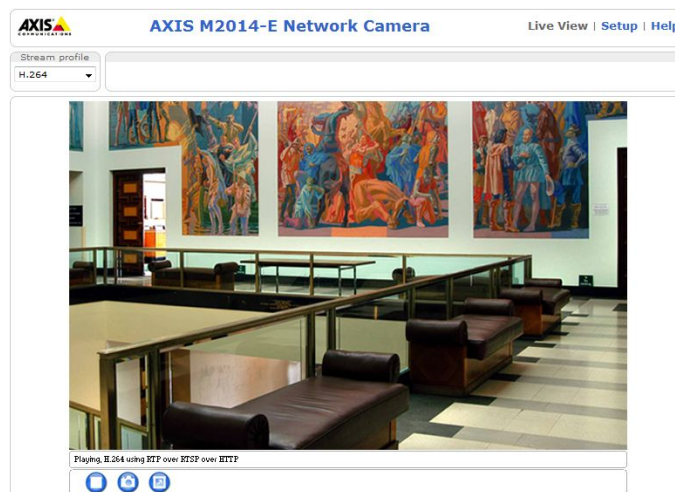 AXIS
COMMUNICATIONS
AXIS M2014-E Network Camera
Live View | Setup | Help
Stream profile
H.264
Playing, H.264 using RTP over RTSP over HTTP